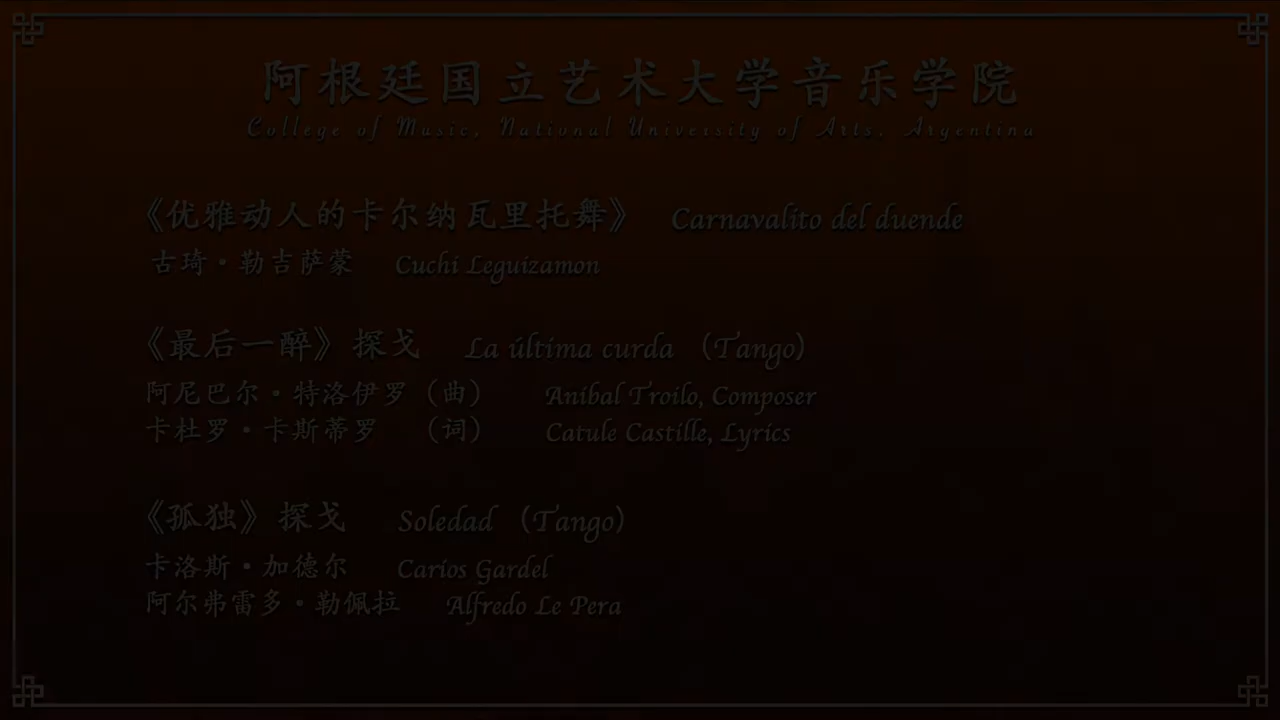 阿根廷国立艺术大学音乐学院
College of Music, National University of Arts. Argentina
《优雅动人的卡尔纳瓦里托舞》 Carnavalito del duende
古琦·勒吉萨蒙 Cuchi Leguizamon
《最后一醉》探戈 La última curda （Tango）
阿尼巴尔·特洛伊罗（曲） Aníbal Troilo, Composer
卡杜罗·卡斯蒂罗 （词） Catule Castille, Lyrics
《孤独》探戈 Soledad （Tango）
卡洛斯·加德尔 Carios Gardel
阿尔弗雷多·勒佩拉 Alfredo Le Pera